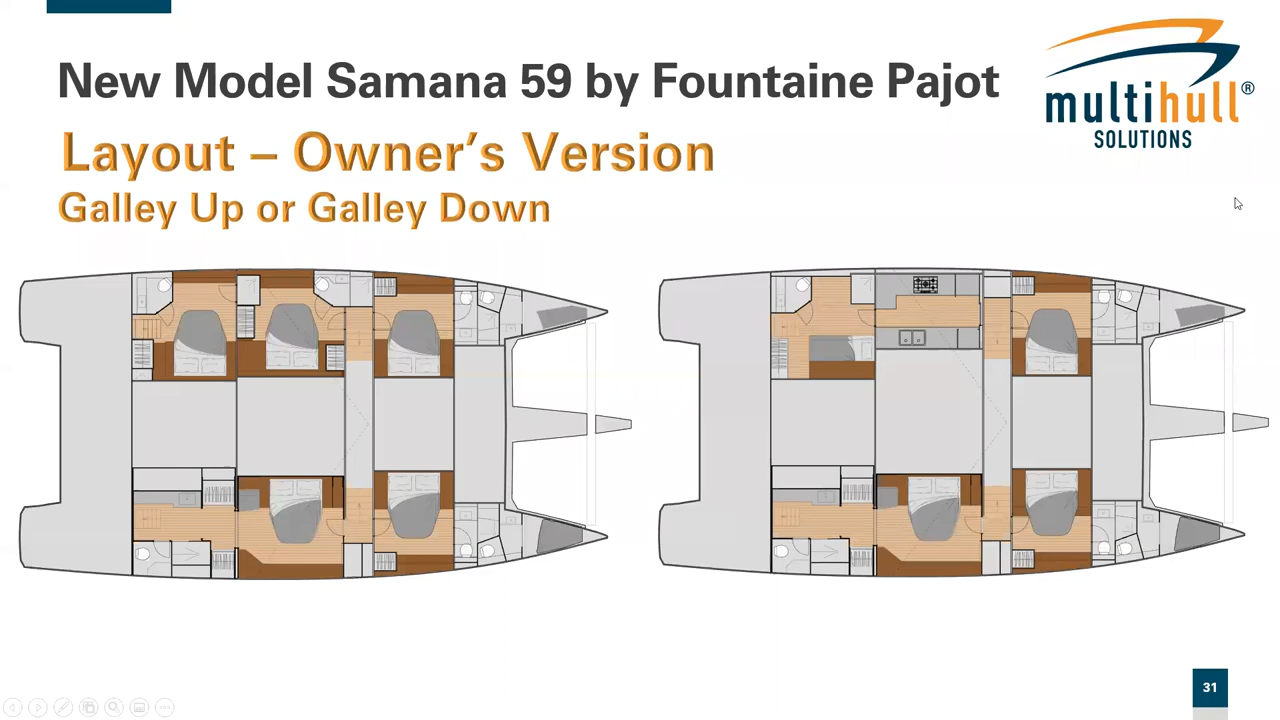 New Model Samana 59 by Fountaine Pajot
Layout – Owner's Version
Galley Up or Galley Down
multihull®
SOLUTIONS
31